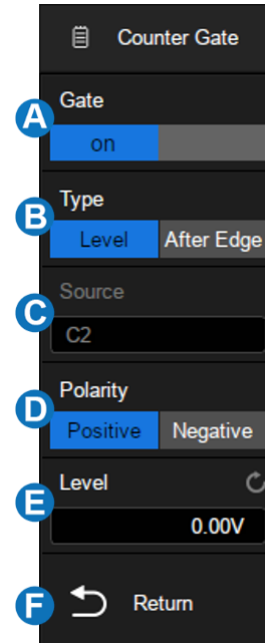 Counter Gate
A
Gate
on
B
Type
Level After Edge
C
Source
C2
D
Polarity
Positive Negative
E
Level
0.00V
F
Return